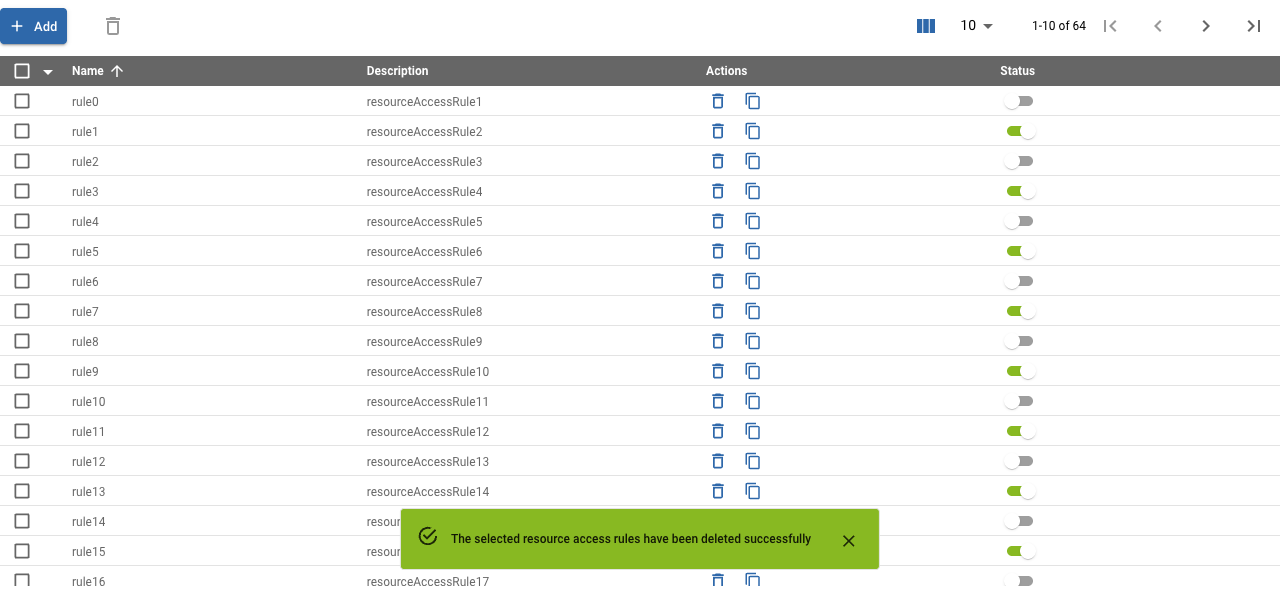 Add
10
1-10 of 64
Name Description Actions Status
rule0 resourceAccessRule1
rule1 resourceAccessRule2
rule2 resourceAccessRule3
rule3 resourceAccessRule4
rule4 resourceAccessRule5
rule5 resourceAccessRule6
rule6 resourceAccessRule7
rule7 resourceAccessRule8
rule8 resourceAccessRule9
rule9 resourceAccessRule10
rule10 resourceAccessRule11
rule11 resourceAccessRule12
rule12 resourceAccessRule13
rule13 resourceAccessRule14
rule14 resour
The selected resource access rules have been deleted successfully
rule15 resour
rule16 resourceAccessRule17